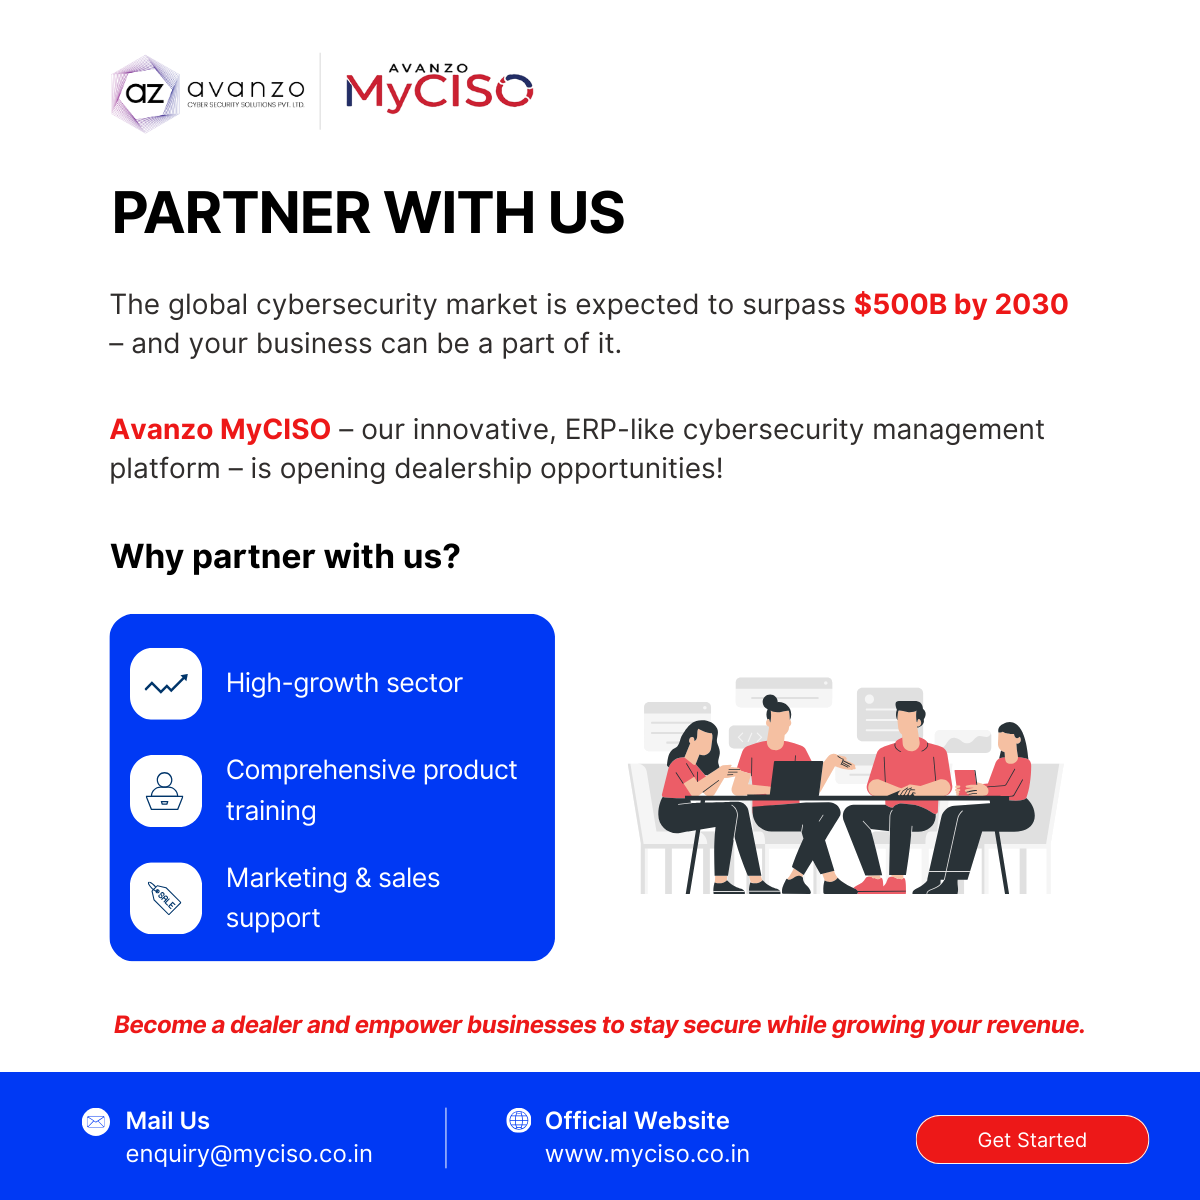 az
avanzo
CYBER SECURITY SOLUTIONS PVT. LTD.
AVANZO
MyCISO
PARTNER WITH US
The global cybersecurity market is expected to surpass $500B by 2030
– and your business can be a part of it.
Avanzo MyCISO – our innovative, ERP-like cybersecurity management
platform – is opening dealership opportunities!
Why partner with us?
High-growth sector
Comprehensive product
training
SALE
Marketing & sales
support
</>
Become a dealer and empower businesses to stay secure while growing your revenue.
Mail Us
enquiry@myciso.co.in
Official Website
www.myciso.co.in
Get Started